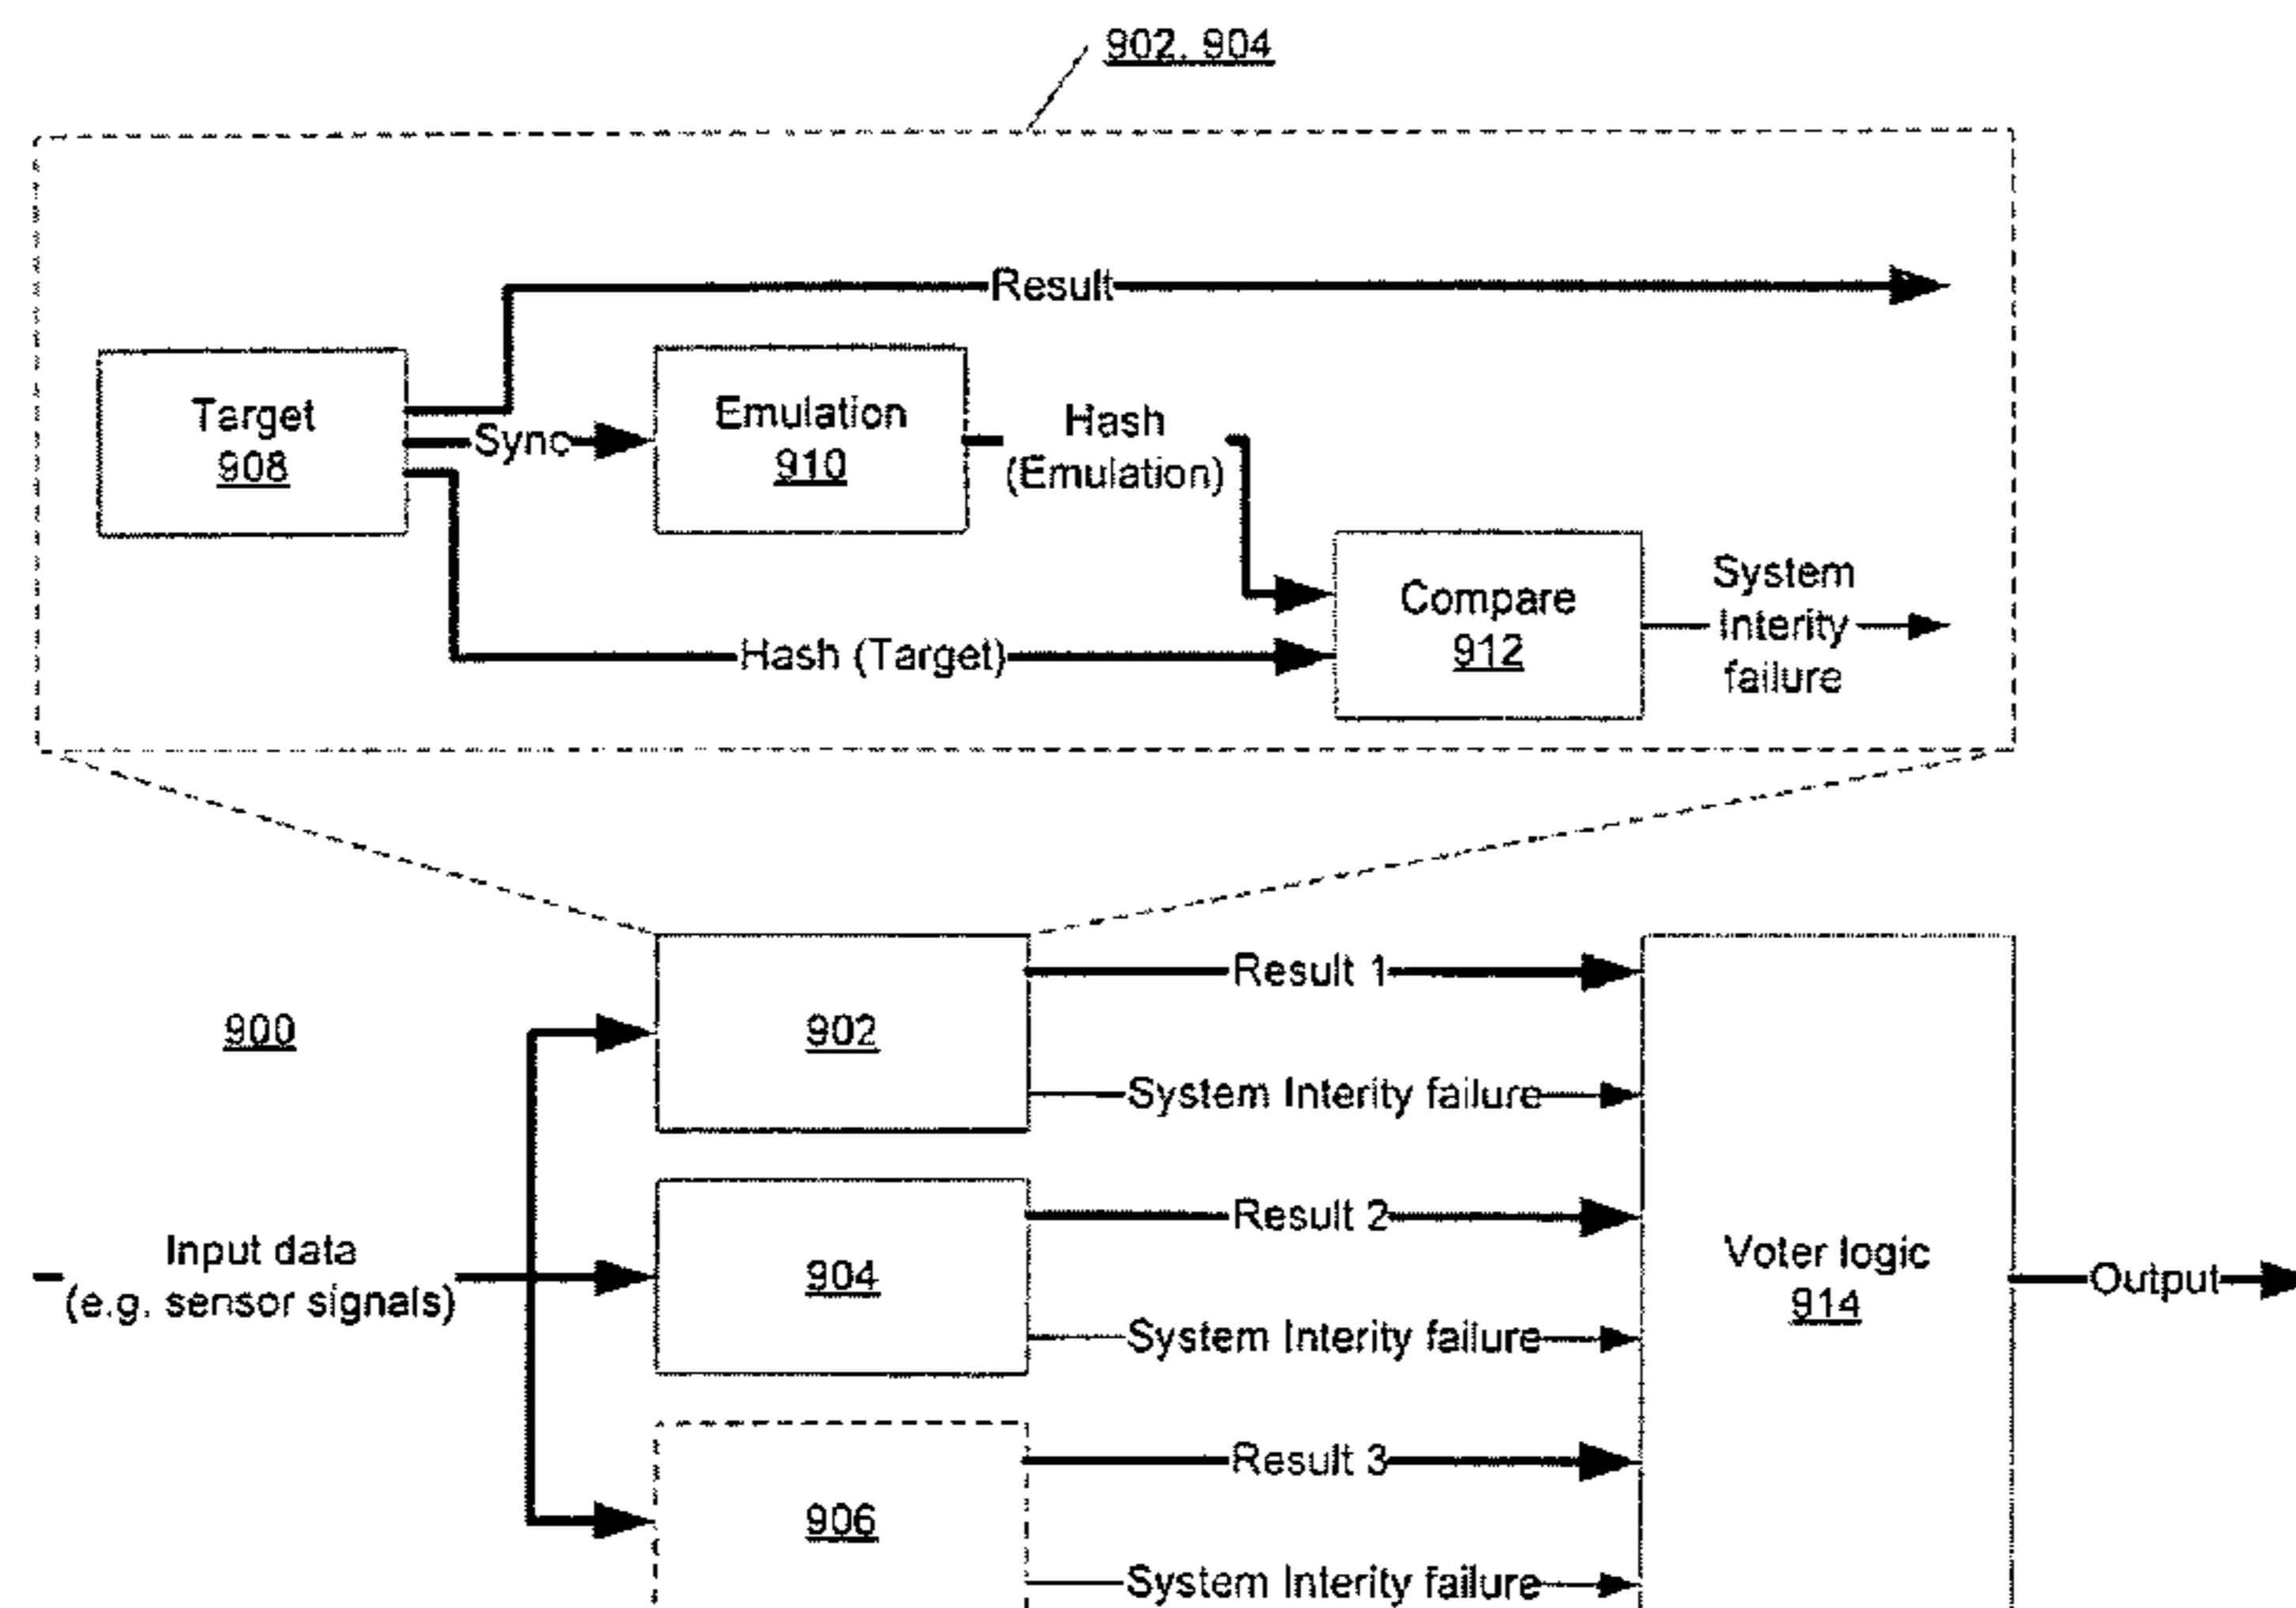 902, 904
Result
Target
908
Sync
Emulation
910
Hash
(Emulation)
Hash (Target)
Compare
912
System
Interity
failure
900
902
Result 1
System Interity failure
Input data
(e.g. sensor signals)
904
Result 2
System Interity failure
906
Result 3
System Interity failure
Voter logic
914
Output